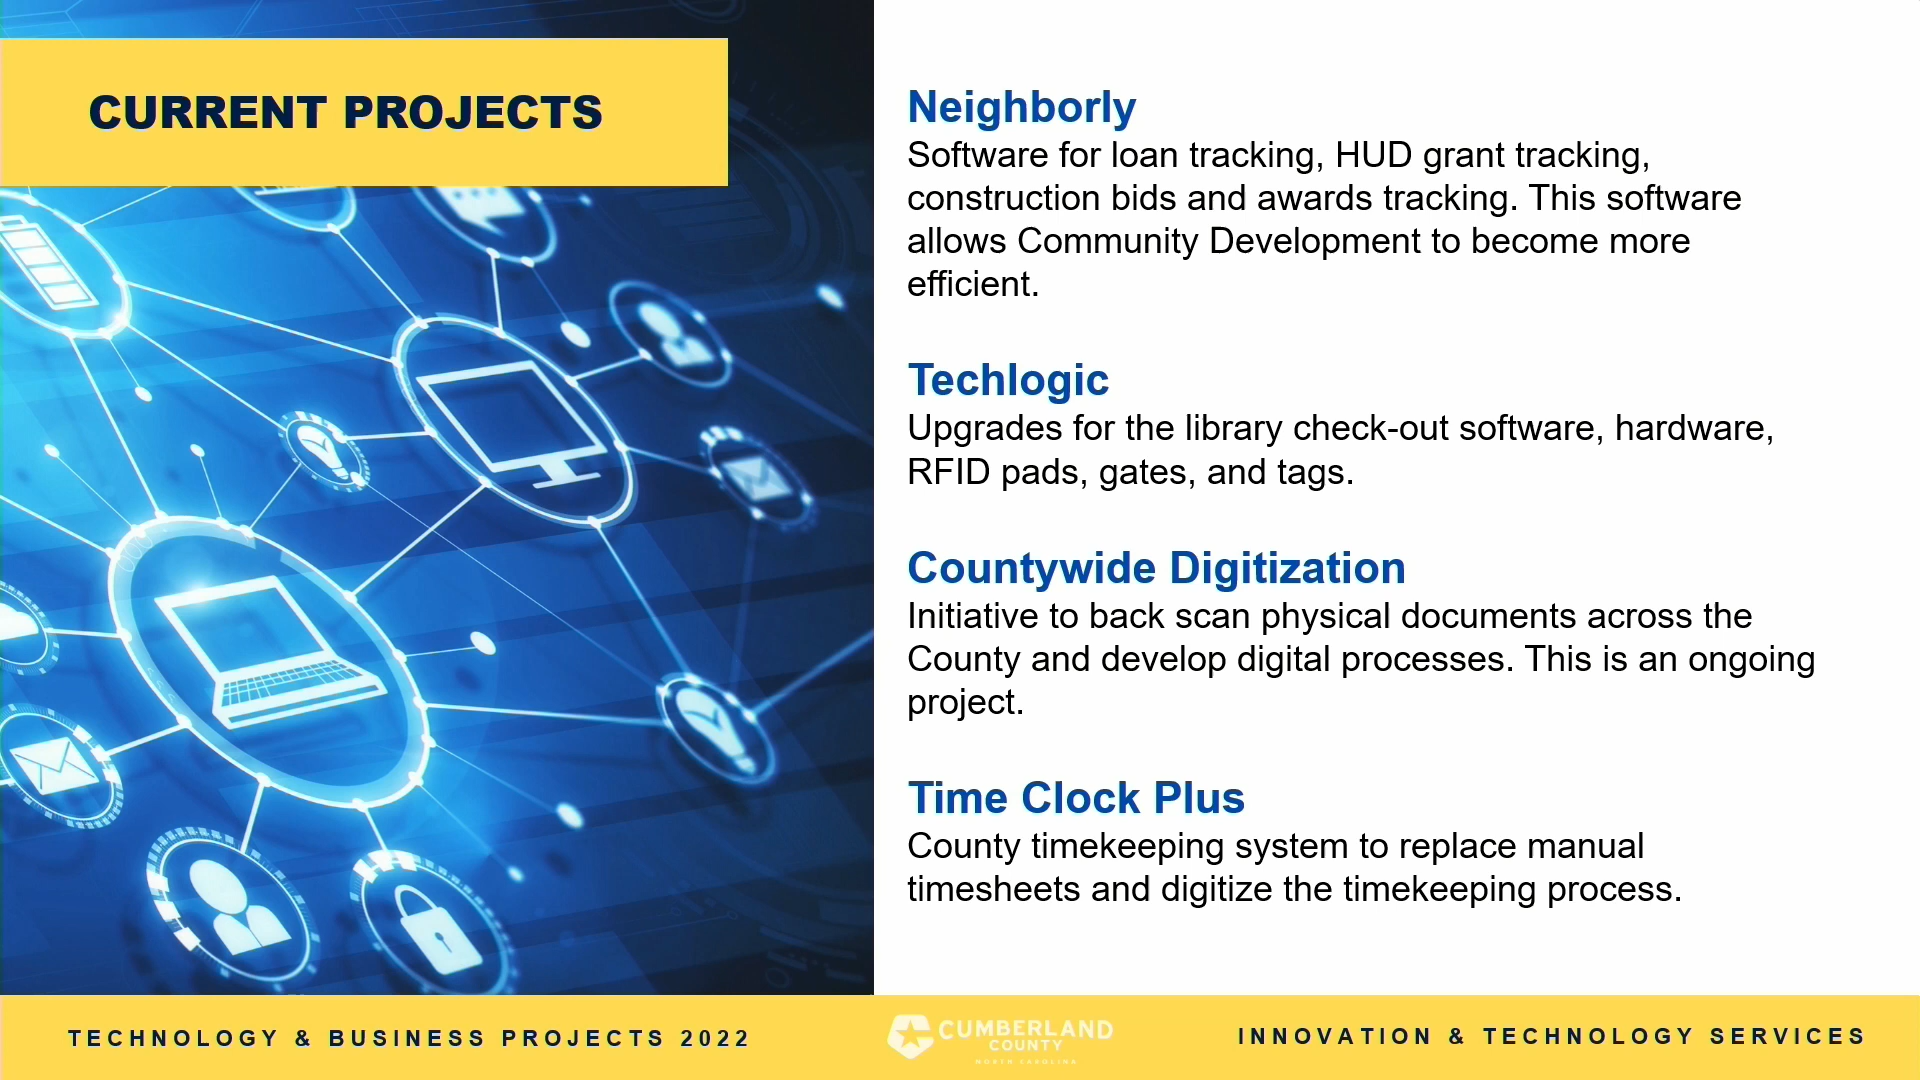 CURRENT PROJECTS
Neighborly
Software for loan tracking, HUD grant tracking,
construction bids and awards tracking. This software
allows Community Development to become more
efficient.
Techlogic
Upgrades for the library check-out software, hardware,
RFID pads, gates, and tags.
Countywide Digitization
Initiative to back scan physical documents across the
County and develop digital processes. This is an ongoing
project.
Time Clock Plus
County timekeeping system to replace manual
timesheets and digitize the timekeeping process.
TECHNOLOGY & BUSINESS PROJECTS 2022
CUMBERLAND
COUNTY
NORTH CAROLINA
INNOVATION & TECHNOLOGY SERVICES